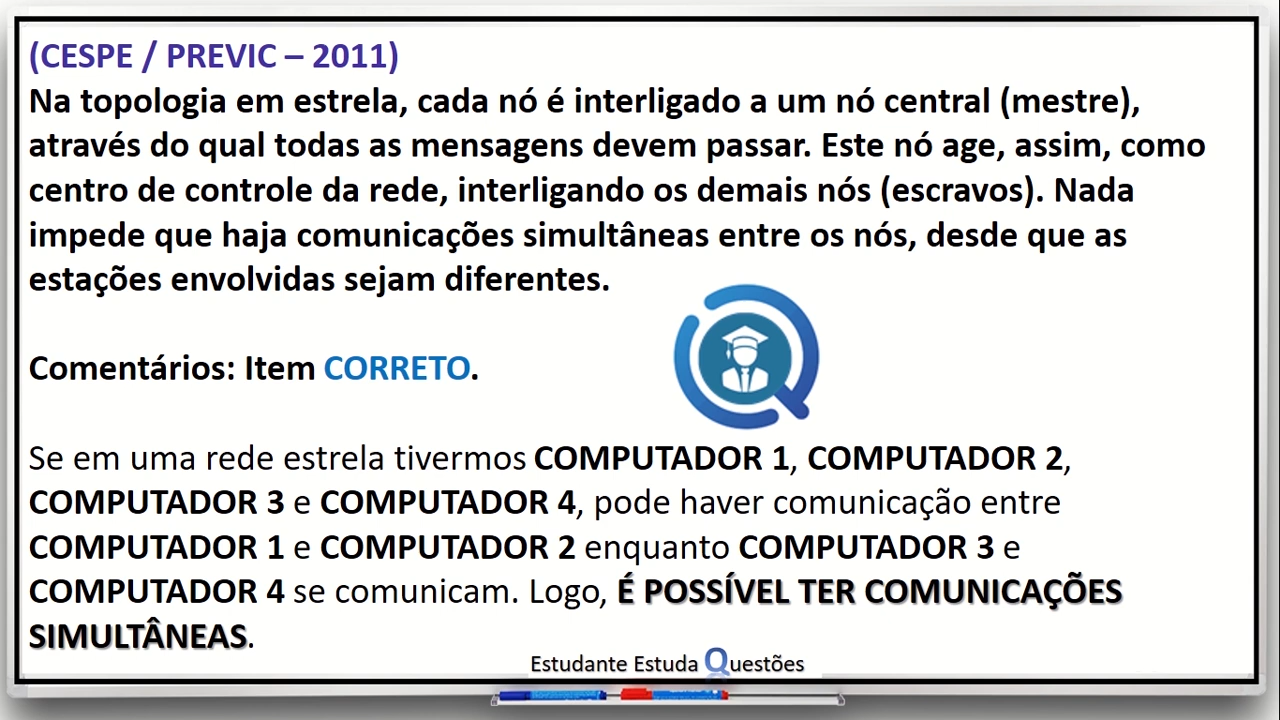 (CESPE / PREVIC – 2011)
Na topologia em estrela, cada nó é interligado a um nó central (mestre),
através do qual todas as mensagens devem passar. Este nó age, assim, como
centro de controle da rede, interligando os demais nós (escravos). Nada
impede que haja comunicações simultâneas entre os nós, desde que as
estações envolvidas sejam diferentes.
Comentários: Item CORRETO.
Se em uma rede estrela tivermos COMPUTADOR 1, COMPUTADOR 2,
COMPUTADOR 3 e COMPUTADOR 4, pode haver comunicação entre
COMPUTADOR 1 e COMPUTADOR 2 enquanto COMPUTADOR 3 e
COMPUTADOR 4 se comunicam. Logo, É POSSÍVEL TER COMUNICAÇÕES
SIMULTÂNEAS.
Estudante Estuda Questões